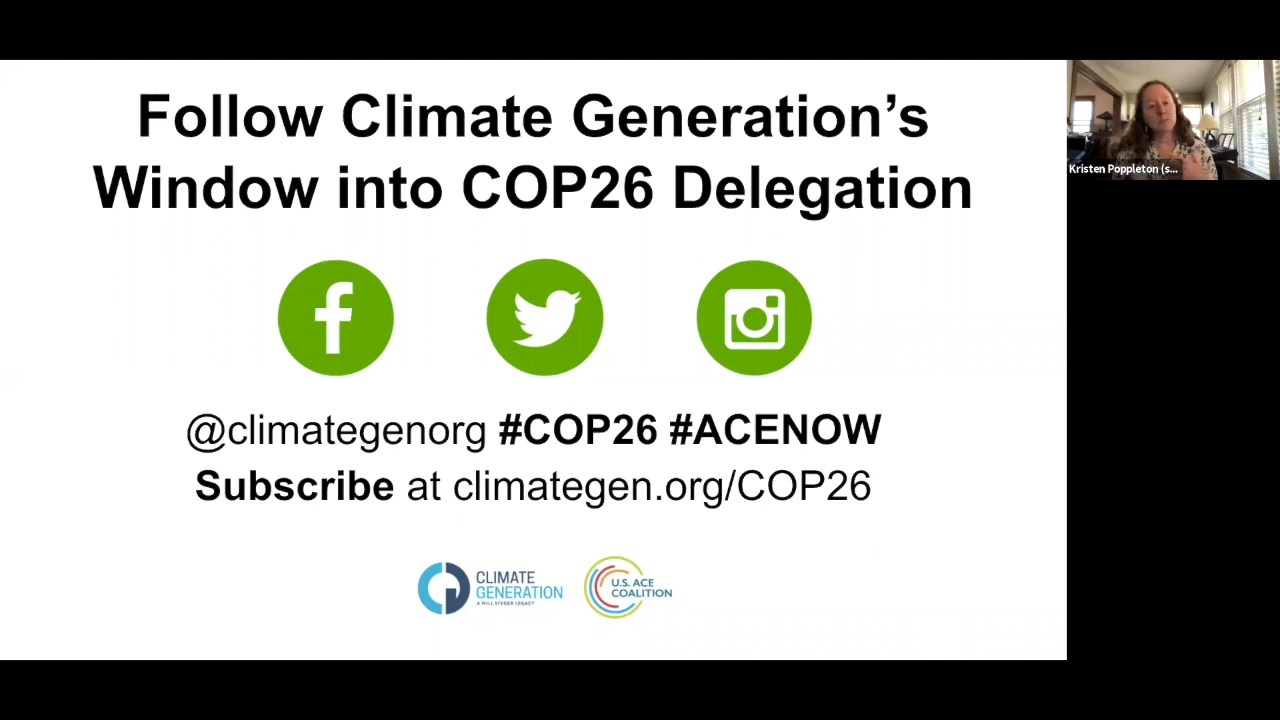 Follow Climate Generation’s
Window into COP26 Delegation
@climategenorg #COP26 #ACENOW
Subscribe at climategen.org/COP26
CLIMATE
GENERATION
A WILL STEGER LEGACY
U.S. ACE
COALITION
Kristen Poppleton (s...